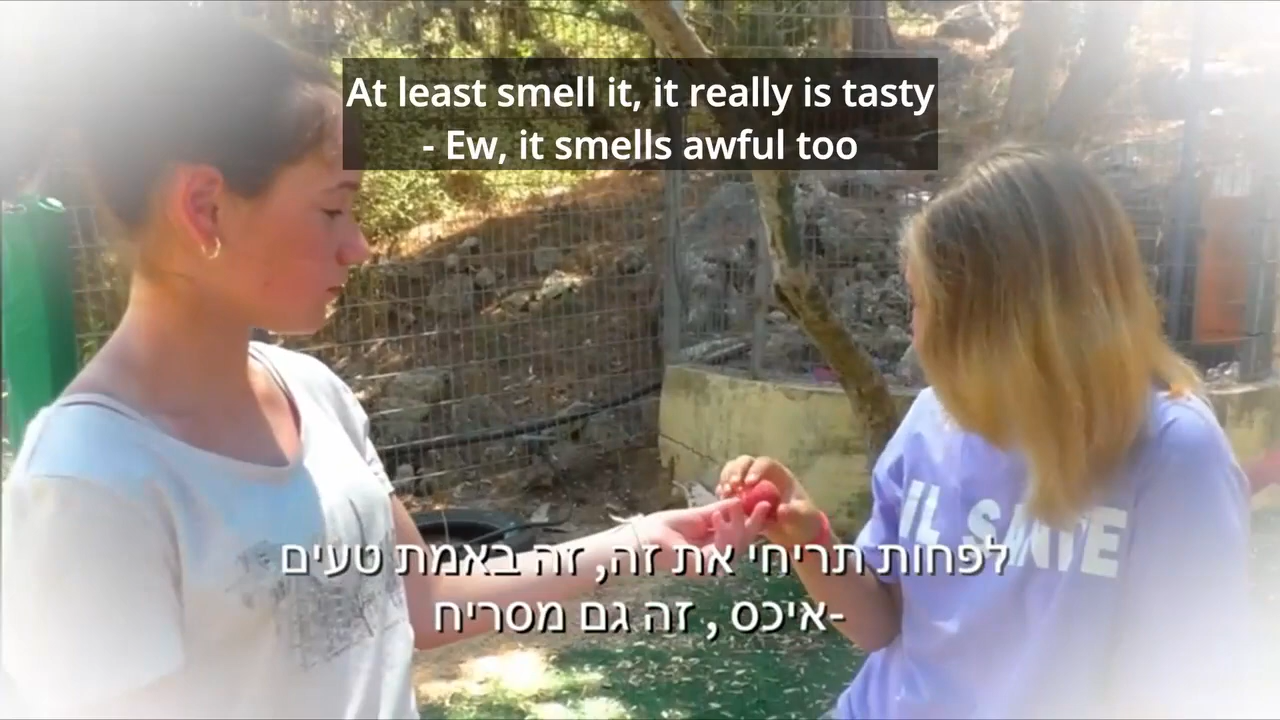 At least smell it, it really is tasty
- Ew, it smells awful too
IL SANTE
לפחות תריחי את זה, זה באמת טעים
-איכס , זה גם מסריח